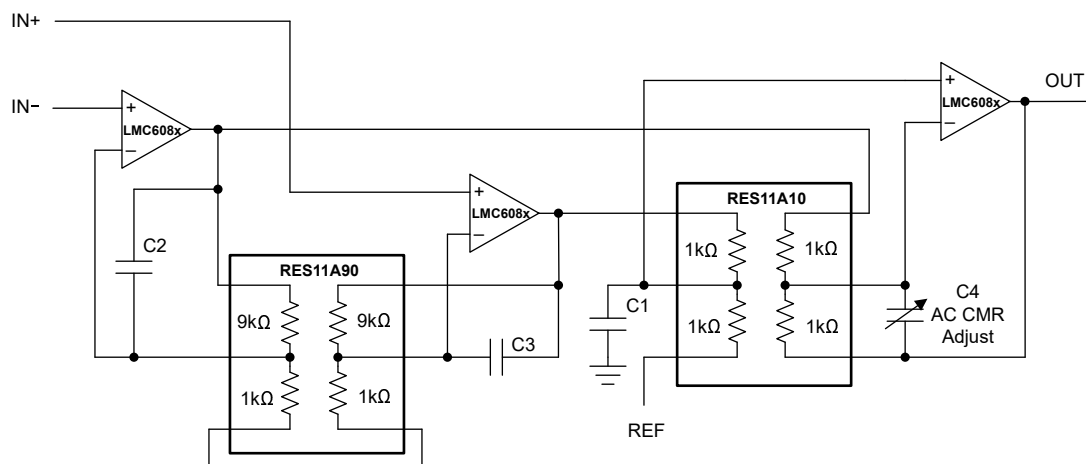 IN+
IN−
+
LMC608x
−
C2
RES11A90
9kΩ
9kΩ
1kΩ
1kΩ
C3
+
LMC608x
−
C1
REF
RES11A10
1kΩ
1kΩ
1kΩ
1kΩ
+
LMC608x
−
OUT
C4
AC CMR
Adjust